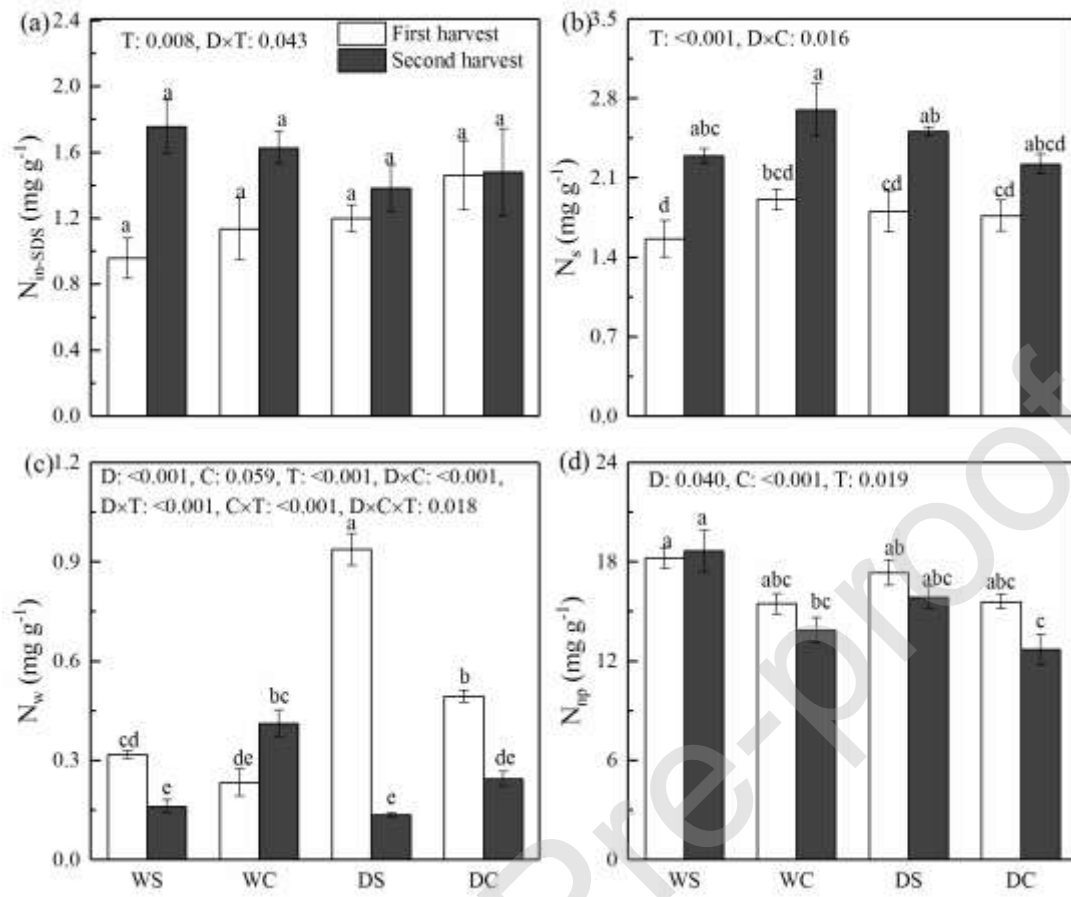 (a)
T: 0.008, D×T: 0.043
First harvest
Second harvest
2.4
2.0
1.6
1.2
0.8
0.4
0.0
N_in-SDS (mg g⁻¹)
a a a a a a a a
(b)
T: <0.001, D×C: 0.016
3.5
2.8
2.1
1.4
0.7
0.0
N_s (mg g⁻¹)
d abc bcd a cd ab cd abcd
(c)
D: <0.001, C: 0.059, T: <0.001, D×C: <0.001,
D×T: <0.001, C×T: <0.001, D×C×T: 0.018
1.2
0.9
0.6
0.3
0.0
N_w (mg g⁻¹)
cd e de bc a e b de
WS WC DS DC
(d)
D: 0.040, C: <0.001, T: 0.019
24
18
12
6
0
N_np (mg g⁻¹)
a a abc bc ab abc abc c
WS WC DS DC
Pre-proof